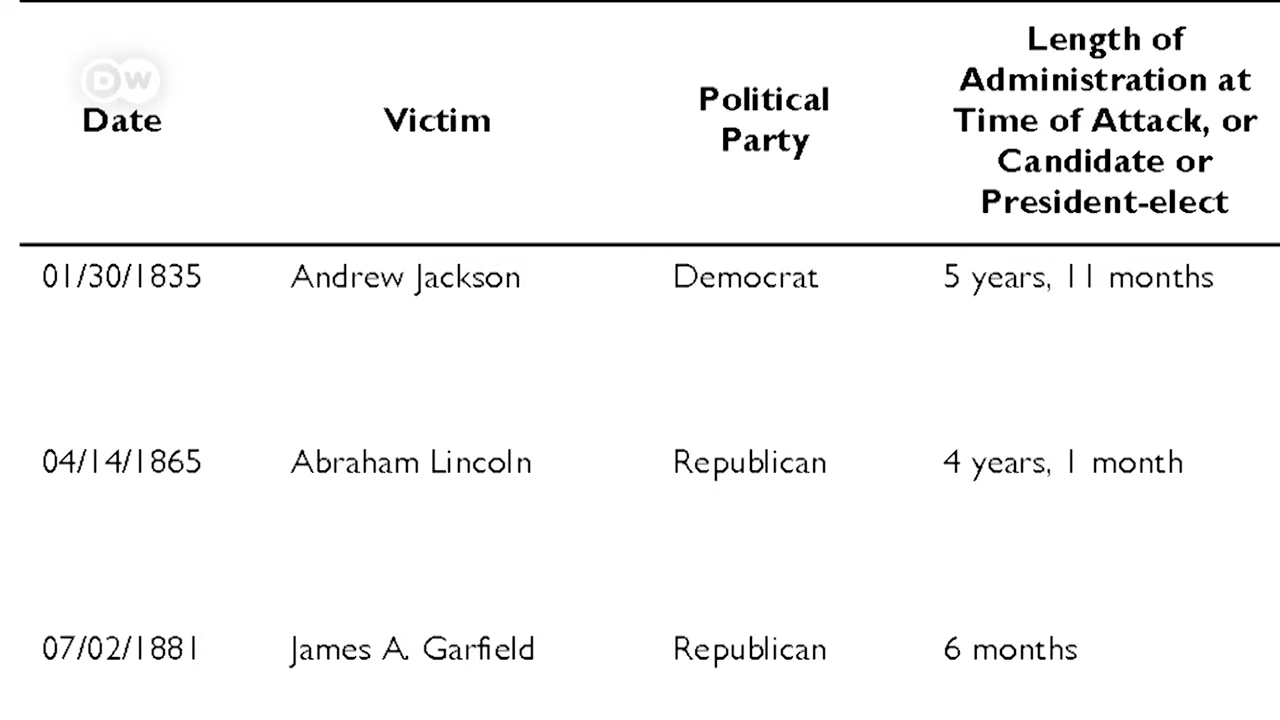 DW
Date
Victim
Political
Party
Length of
Administration at
Time of Attack, or
Candidate or
President-elect
01/30/1835 Andrew Jackson Democrat 5 years, 11 months
04/14/1865 Abraham Lincoln Republican 4 years, 1 month
07/02/1881 James A. Garfield Republican 6 months